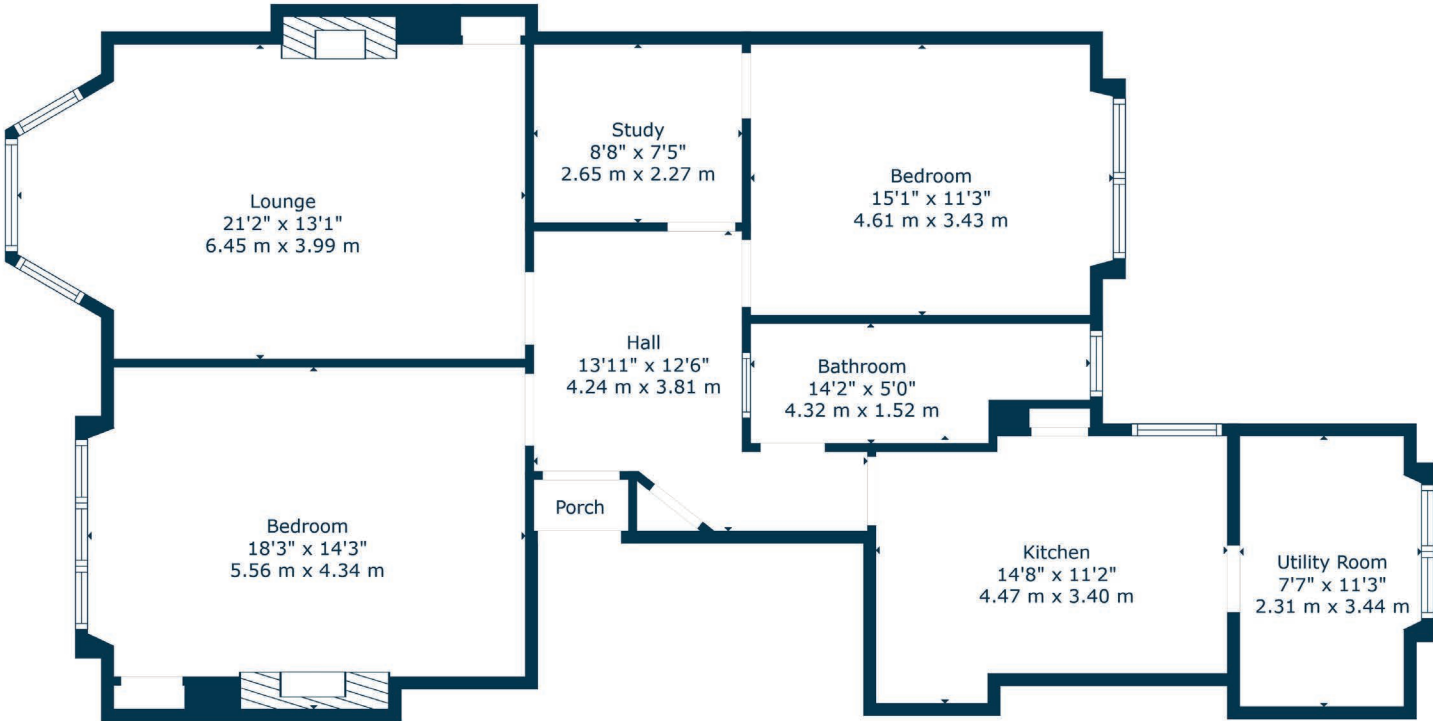 Lounge
21'2" x 13'1"
6.45 m x 3.99 m
Study
8'8" x 7'5"
2.65 m x 2.27 m
Bedroom
15'1" x 11'3"
4.61 m x 3.43 m
Hall
13'11" x 12'6"
4.24 m x 3.81 m
Bathroom
14'2" x 5'0"
4.32 m x 1.52 m
Bedroom
18'3" x 14'3"
5.56 m x 4.34 m
Porch
Kitchen
14'8" x 11'2"
4.47 m x 3.40 m
Utility Room
7'7" x 11'3"
2.31 m x 3.44 m